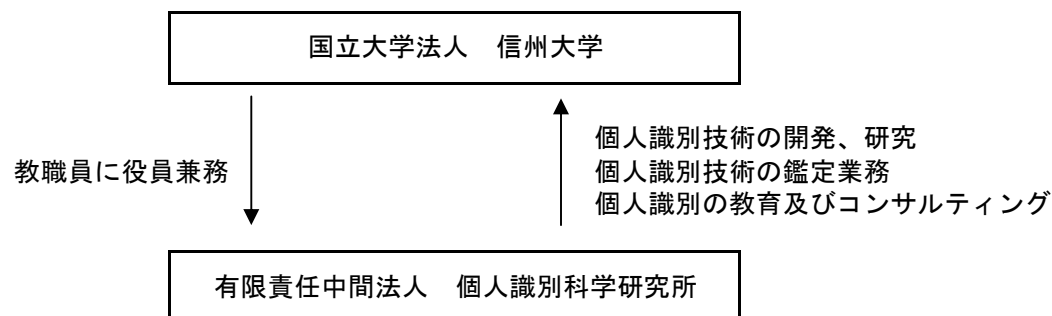 国立大学法人　信州大学
教職員に役員兼務
個人識別技術の開発、研究
個人識別技術の鑑定業務
個人識別の教育及びコンサルティング
有限責任中間法人　個人識別科学研究所